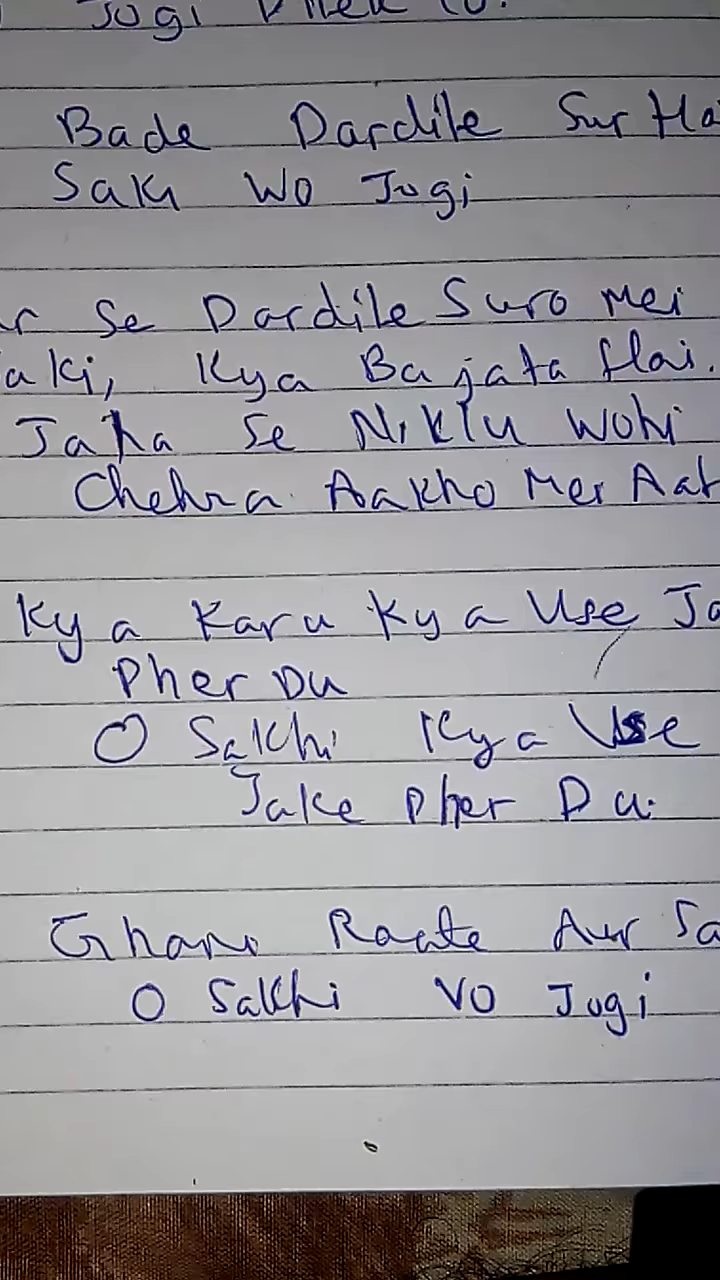 Jogi
Bade Dardile Sur Ha
Saki Wo Jogi
r Se Dardile Suro Mei
aki, Kya Bajata Hai.
Jaha Se Niklu Wohi
Chehra Aakho Mei Aat
Kya Karu Kya Use Ja
Pher Du
O Sakhi Kya Use
Jake Pher Du.
Raate Aur Sa
O Sakhi Vo Jogi